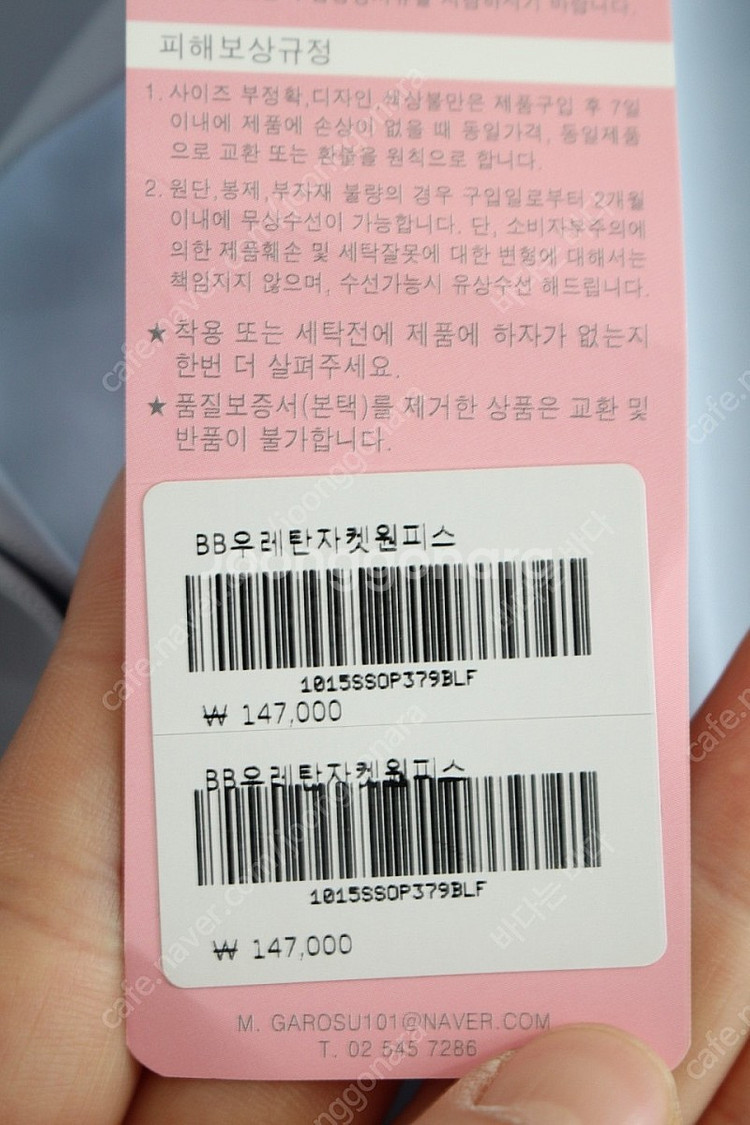 피해보상규정
1. 사이즈 부정확,디자인,색상불만은 제품구입 후 7일
이내에 제품에 손상이 없을 때 동일가격, 동일제품
으로 교환 또는 환불을 원칙으로 합니다.
2. 원단,봉제,부자재 불량의 경우 구입일로부터 2개월
이내에 무상수선이 가능합니다. 단, 소비자부주의에
의한 제품훼손 및 세탁잘못에 대한 변형에 대해서는
책임지지 않으며, 수선가능시 유상수선 해드립니다.
★ 착용 또는 세탁전에 제품에 하자가 없는지
한번 더 살펴주세요.
★ 품질보증서(본택)를 제거한 상품은 교환 및
반품이 불가합니다.
BB우레탄자켓원피스
1015SSOP379BLF
₩ 147,000
BB우레탄자켓원피스
1015SSOP379BLF
₩ 147,000
M. GAROSU101@NAVER.COM
T. 02 545 7286